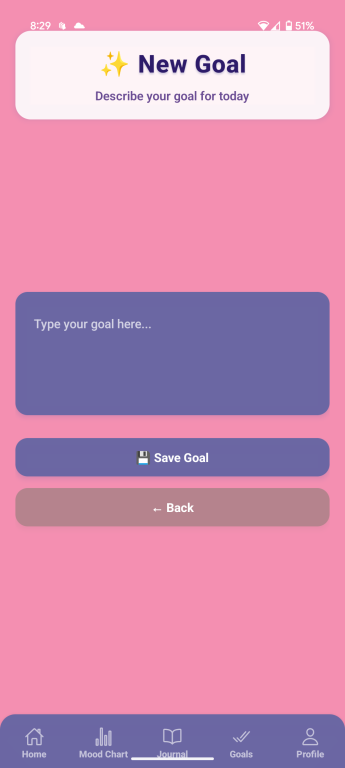 8:29 51%
✨ New Goal
Describe your goal for today
Type your goal here...
💾 Save Goal
← Back
Home Mood Chart Journal Goals Profile